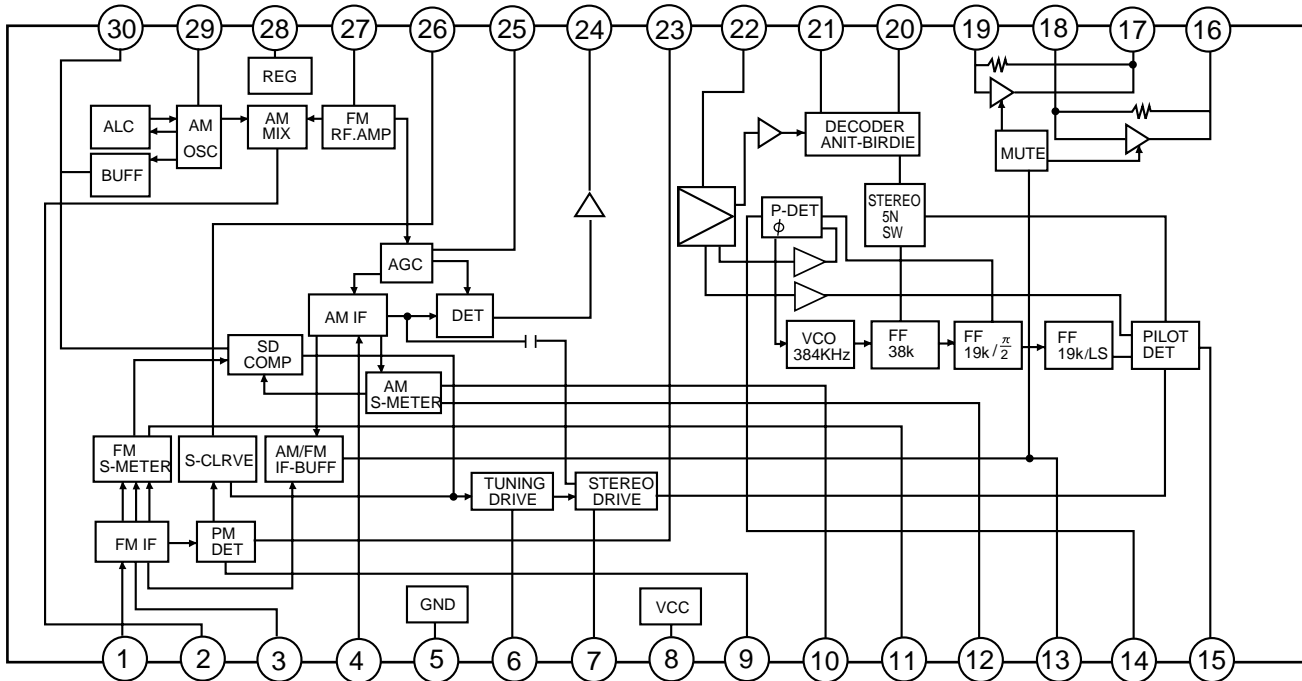 30 29 28 27 26 25 24 23 22 21 20 19 18 17 16
REG
ALC
AM
OSC
AM
MIX
FM
RF.AMP
DECODER
ANIT-BIRDIE
MUTE
BUFF
STEREO
5N
SW
P-DET
ϕ
AGC
AM IF
DET
SD
COMP
VCO
384KHz
FF
38k
FF
19k/π/2
FF
19k/LS
PILOT
DET
AM
S-METER
FM
S-METER
S-CLRVE
AM/FM
IF-BUFF
TUNING
DRIVE
STEREO
DRIVE
FM IF
PM
DET
GND
VCC
1 2 3 4 5 6 7 8 9 10 11 12 13 14 15